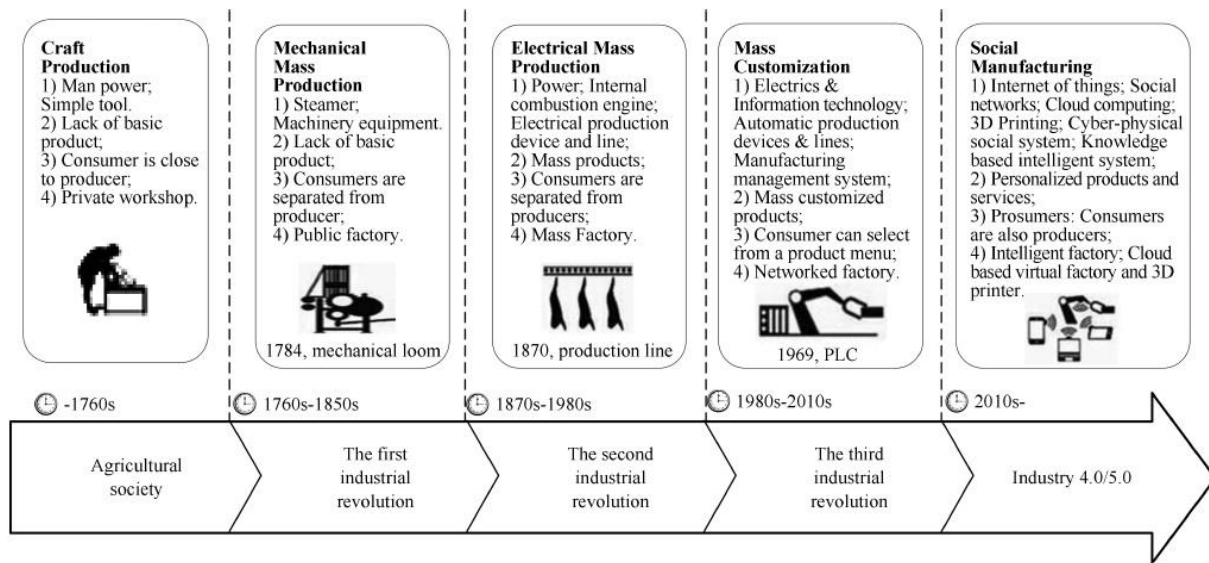 Craft
Production
1) Man power;
Simple tool.
2) Lack of basic
product;
3) Consumer is close
to producer;
4) Private workshop.
Mechanical
Mass
Production
1) Steamer;
Machinery equipment.
2) Lack of basic
product;
3) Consumers are
separated from
producer;
4) Public factory.
1784, mechanical loom
Electrical Mass
Production
1) Power; Internal
combustion engine;
Electrical production
device and line;
2) Mass products;
3) Consumers are
separated from
producers;
4) Mass Factory.
1870, production line
Mass
Customization
1) Electrics &
Information technology;
Automatic production
devices & lines;
Manufacturing
management system;
2) Mass customized
products;
3) Consumer can select
from a product menu;
4) Networked factory.
1969, PLC
Social
Manufacturing
1) Internet of things; Social
networks; Cloud computing;
3D Printing; Cyber-physical
social system; Knowledge
based intelligent system;
2) Personalized products and
services;
3) Prosumers: Consumers
are also producers;
4) Intelligent factory; Cloud
based virtual factory and 3D
printer.
-1760s
1760s-1850s
1870s-1980s
1980s-2010s
2010s-
Agricultural
society
The first
industrial
revolution
The second
industrial
revolution
The third
industrial
revolution
Industry 4.0/5.0